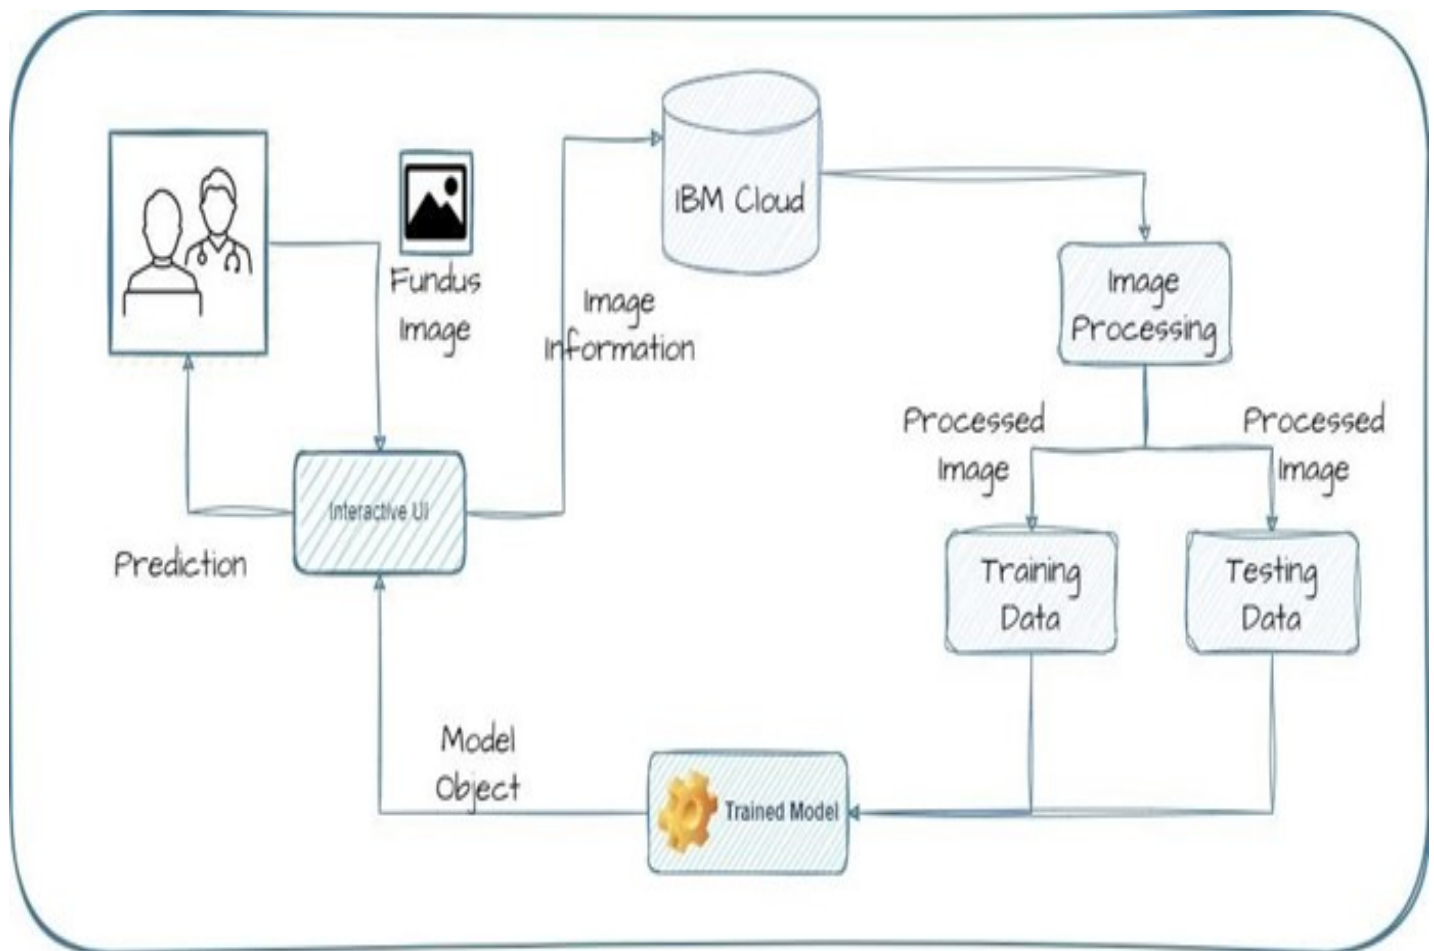 IBM Cloud
Fundus
Image
Image
Information
Image
Processing
Processed
Image
Processed
Image
Interactive UI
Prediction
Training
Data
Testing
Data
Model
Object
Trained Model